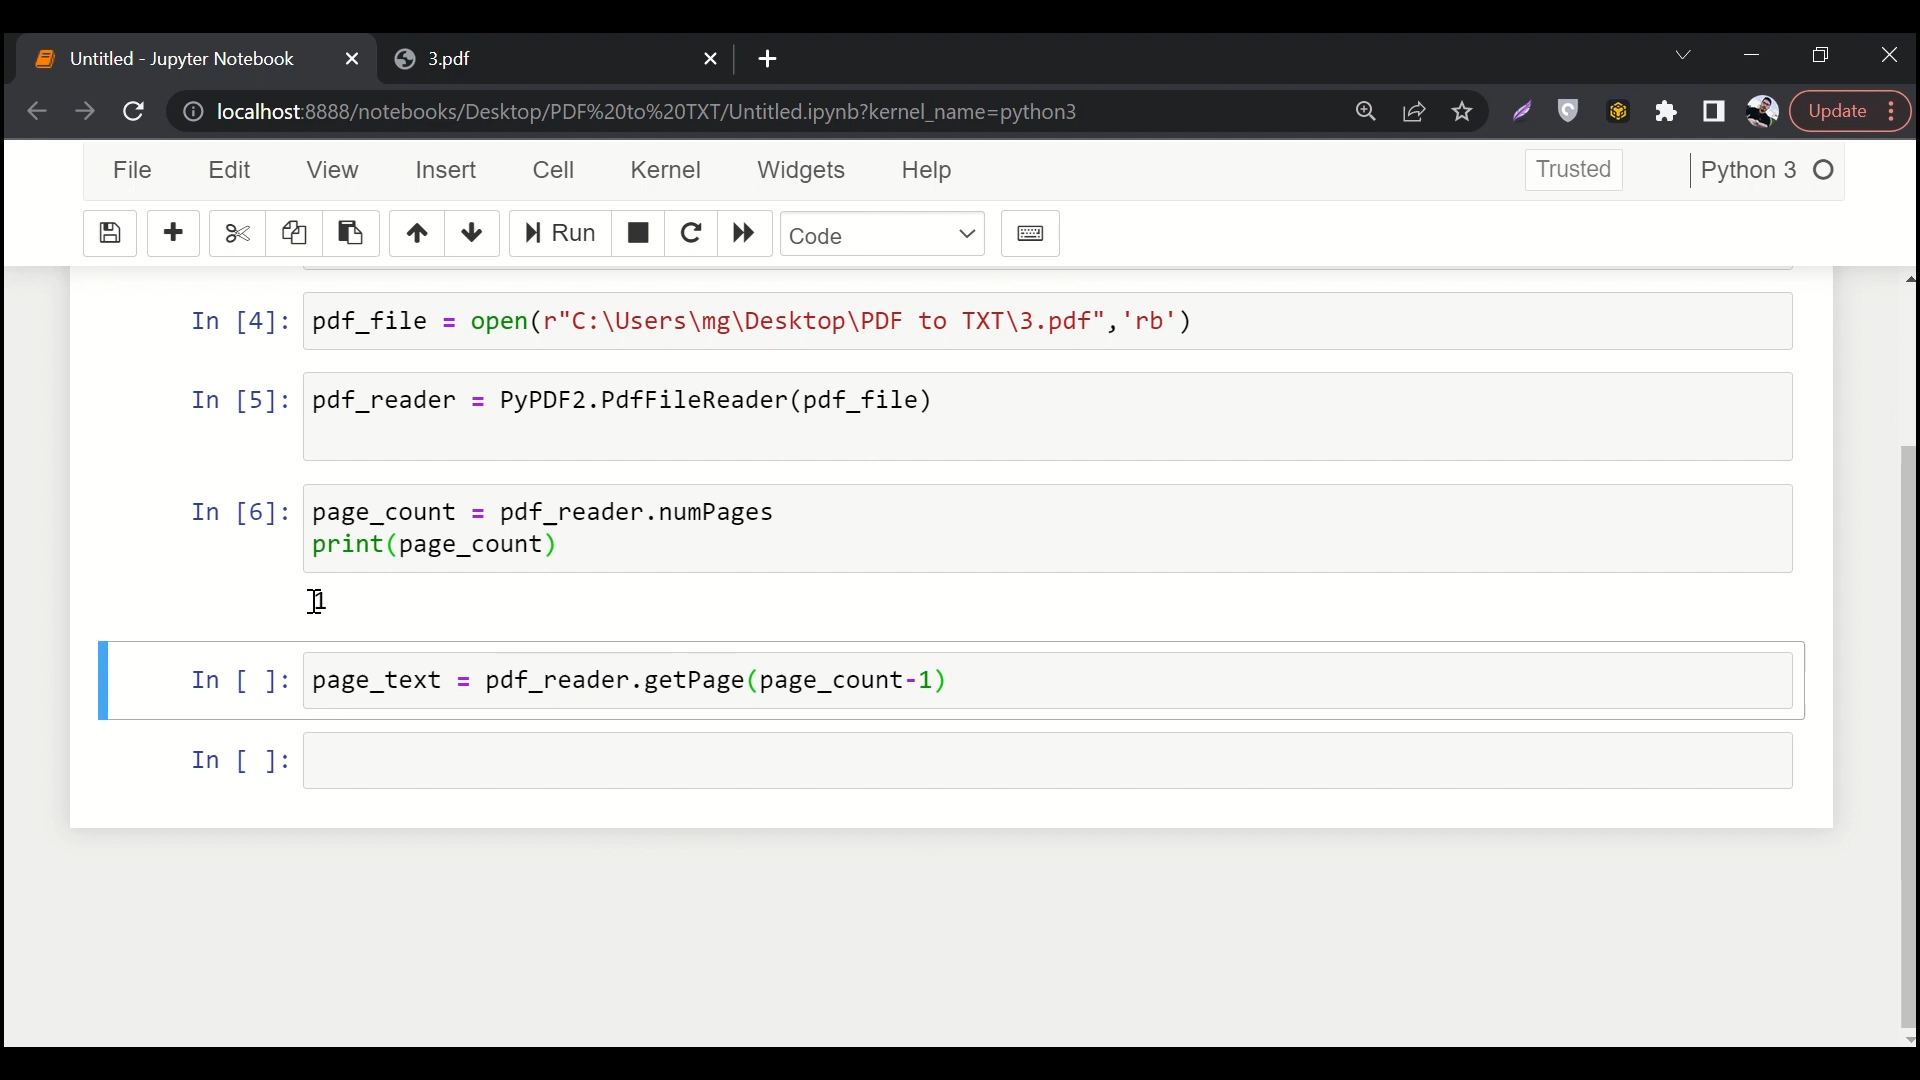 Untitled - Jupyter Notebook
3.pdf
localhost:8888/notebooks/Desktop/PDF%20to%20TXT/Untitled.ipynb?kernel_name=python3
Update
File Edit View Insert Cell Kernel Widgets Help Trusted Python 3
Run Code
In [4]: pdf_file = open(r"C:\Users\mg\Desktop\PDF to TXT\3.pdf",'rb')
In [5]: pdf_reader = PyPDF2.PdfFileReader(pdf_file)
In [6]: page_count = pdf_reader.numPages
print(page_count)
1
In [ ]: page_text = pdf_reader.getPage(page_count-1)
In [ ]: